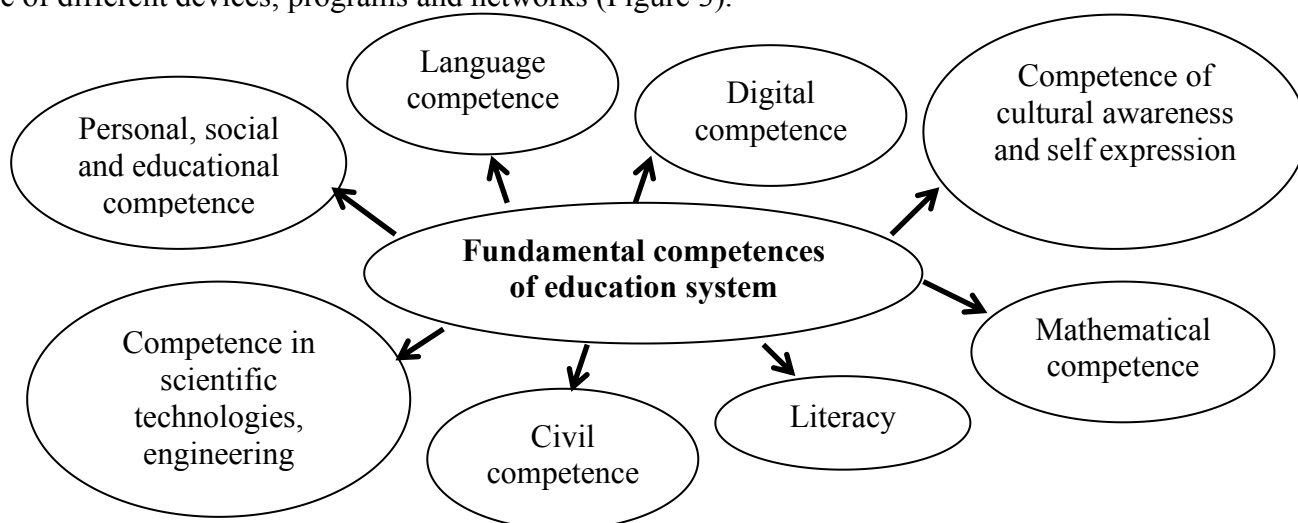 e of different devices, programs and networks (Figure 3).
Language
competence
Digital
competence
Competence of
cultural awareness
and self expression
Personal, social
and educational
competence
Fundamental competences
of education system
Mathematical
competence
Competence in
scientific
technologies,
engineering
Literacy
Civil
competence